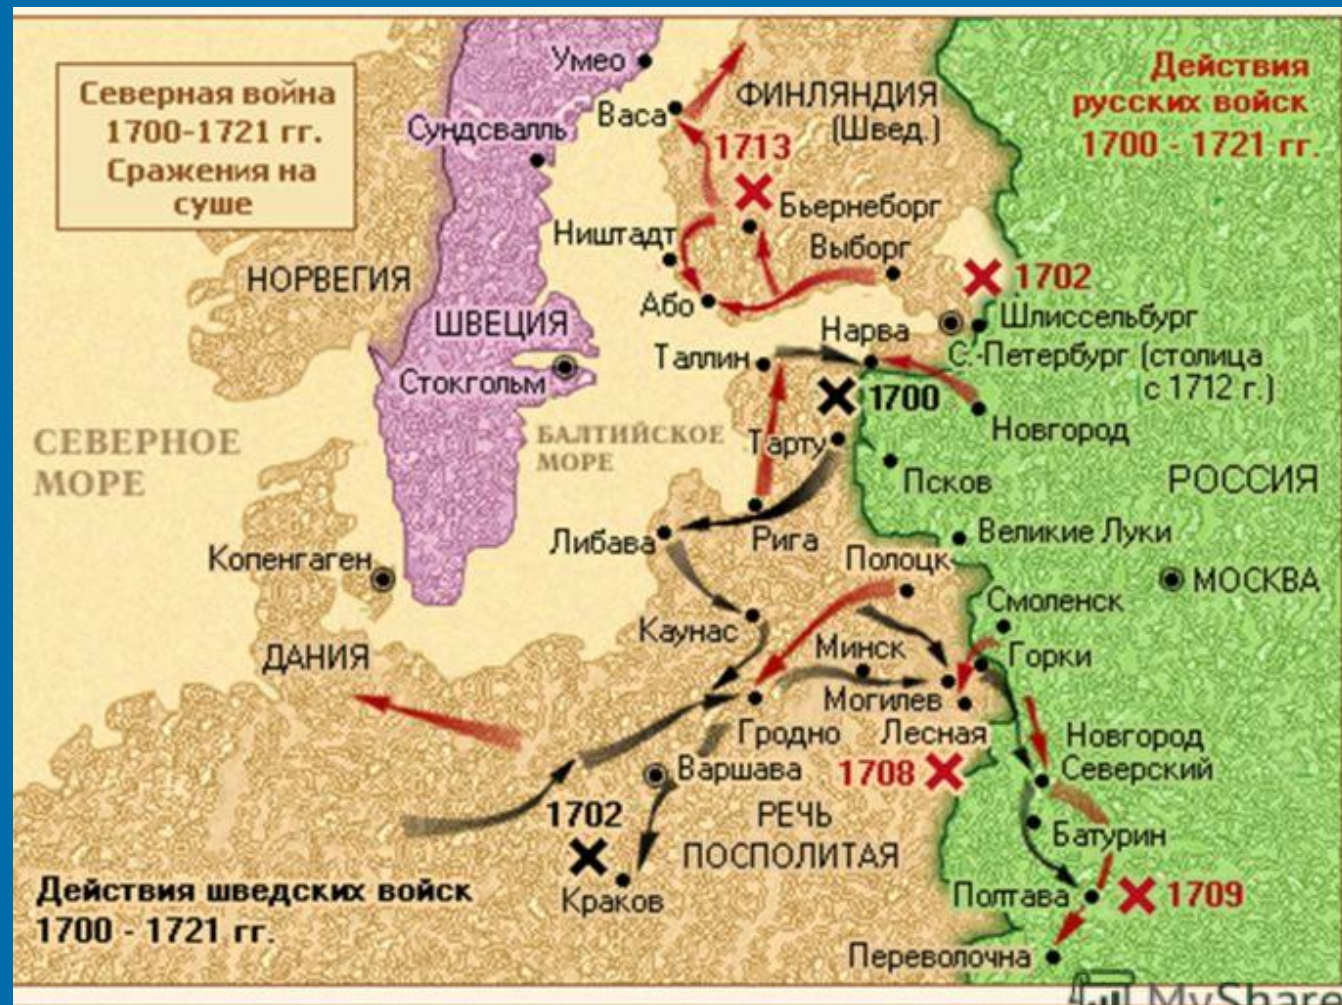 Северная война
1700-1721 гг.
Сражения на
суше
Действия
русских войск
1700 - 1721 гг.
Умео
Васа
ФИНЛЯНДИЯ
(Швед.)
Сундсвалль
1713
Бьернеборг
Ништадт
Выборг
НОРВЕГИЯ
1702
Або
ШВЕЦИЯ
Нарва
Шлиссельбург
Таллин
С.-Петербург (столица
с 1712 г.)
Стокгольм
1700
Новгород
СЕВЕРНОЕ
МОРЕ
БАЛТИЙСКОЕ
МОРЕ
Тарту
Псков
РОССИЯ
Либава
Рига
Великие Луки
Копенгаген
Полоцк
МОСКВА
Смоленск
Каунас
Минск
Горки
ДАНИЯ
Могилев
Гродно
Лесная
Новгород
Северский
Варшава
1708
1702
РЕЧЬ
ПОСПОЛИТАЯ
Батурин
Краков
Полтава
1709
Действия шведских войск
1700 - 1721 гг.
Переволочна
MyShare